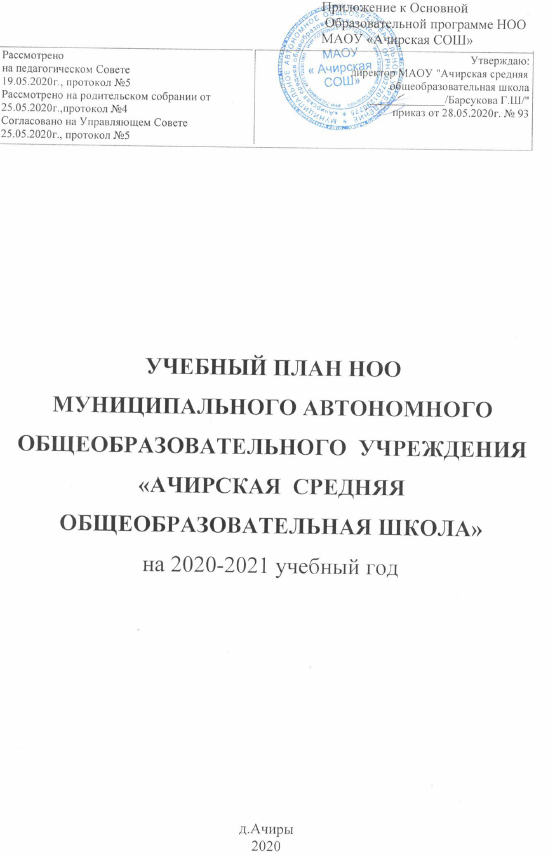 Приложение к Основной
Образовательной программе НОО
МАОУ «Ачирская СОШ»
Рассмотрено
на педагогическом Совете
19.05.2020г., протокол №5
Рассмотрено на родительском собрании от
25.05.2020г.,протокол №4
Согласовано на Управляющем Совете
25.05.2020г., протокол №5
Утверждаю:
директор МАОУ "Ачирская средняя
общеобразовательная школа
/Барсукова Г.Ш/"
приказ от 28.05.2020г. № 93
МАОУ
« Ачирская
СОШ»
УЧЕБНЫЙ ПЛАН НОО
МУНИЦИПАЛЬНОГО АВТОНОМНОГО
ОБЩЕОБРАЗОВАТЕЛЬНОГО УЧРЕЖДЕНИЯ
«АЧИРСКАЯ СРЕДНЯЯ
ОБЩЕОБРАЗОВАТЕЛЬНАЯ ШКОЛА»
на 2020-2021 учебный год
д.Ачиры
2020